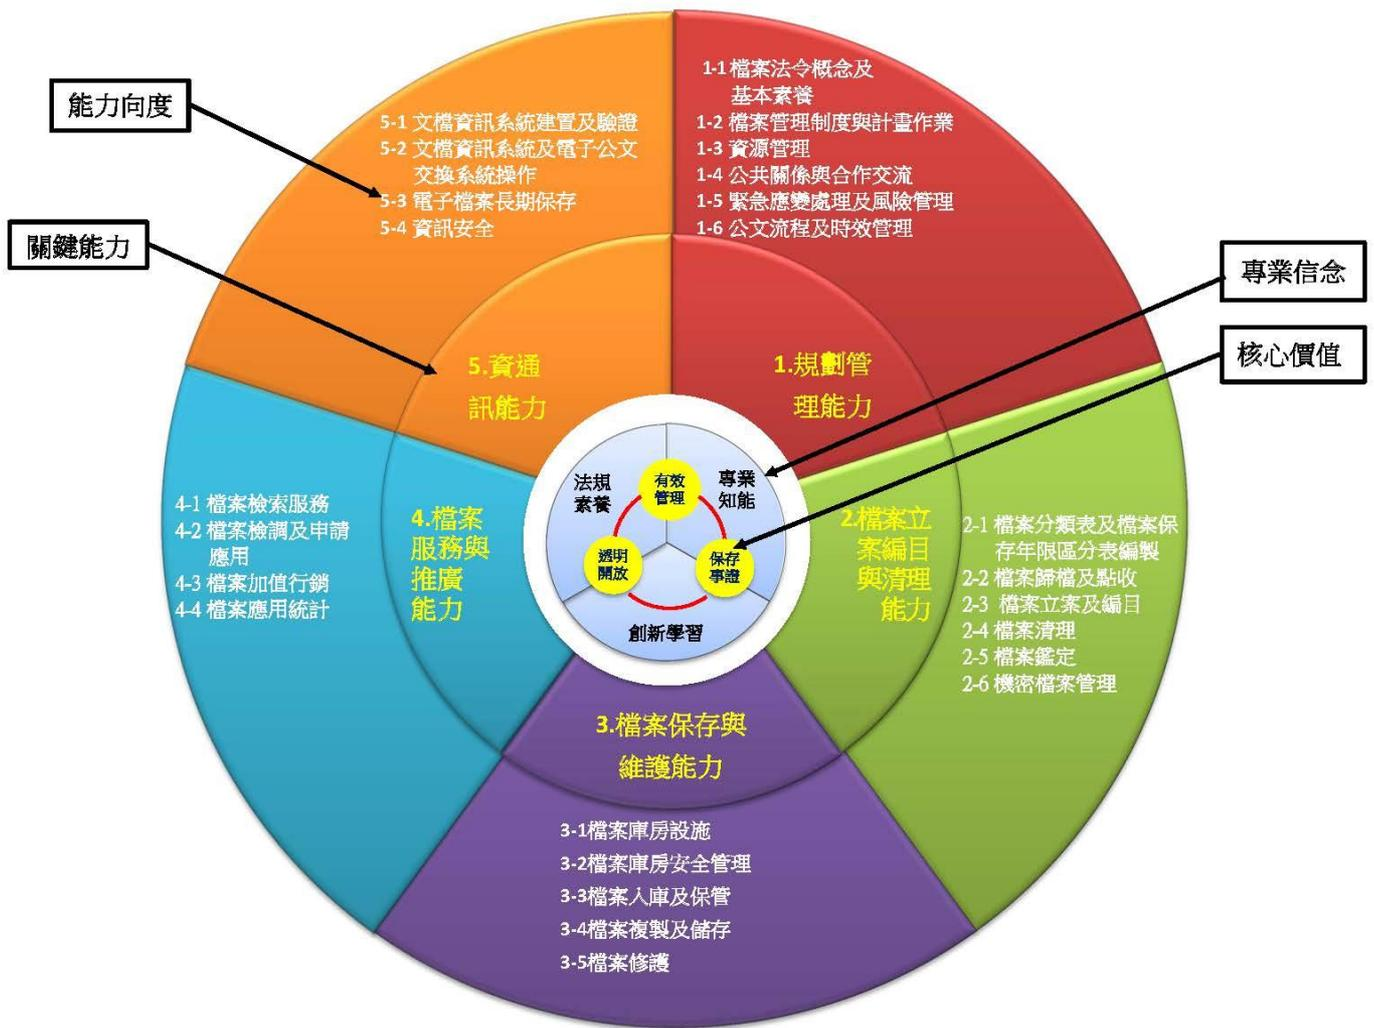 能力向度
關鍵能力
專業信念
核心價值
5-1 文檔資訊系統建置及驗證
5-2 文檔資訊系統及電子公文
交換系統操作
5-3 電子檔案長期保存
5-4 資訊安全
1-1 檔案法令概念及
基本素養
1-2 檔案管理制度與計畫作業
1-3 資源管理
1-4 公共關係與合作交流
1-5 緊急應變處理及風險管理
1-6 公文流程及時效管理
5.資通
訊能力
1.規劃管
理能力
4-1 檔案檢索服務
4-2 檔案檢調及申請
應用
4-3 檔案加值行銷
4-4 檔案應用統計
4.檔案
服務與
推廣
能力
法規
素養
有效
管理
專業
知能
透明
開放
保存
事證
創新學習
2.檔案立
案編目
與清理
能力
2-1 檔案分類表及檔案保
存年限區分表編製
2-2 檔案歸檔及點收
2-3 檔案立案及編目
2-4 檔案清理
2-5 檔案鑑定
2-6 機密檔案管理
3.檔案保存與
維護能力
3-1檔案庫房設施
3-2檔案庫房安全管理
3-3檔案入庫及保管
3-4檔案複製及儲存
3-5檔案修護